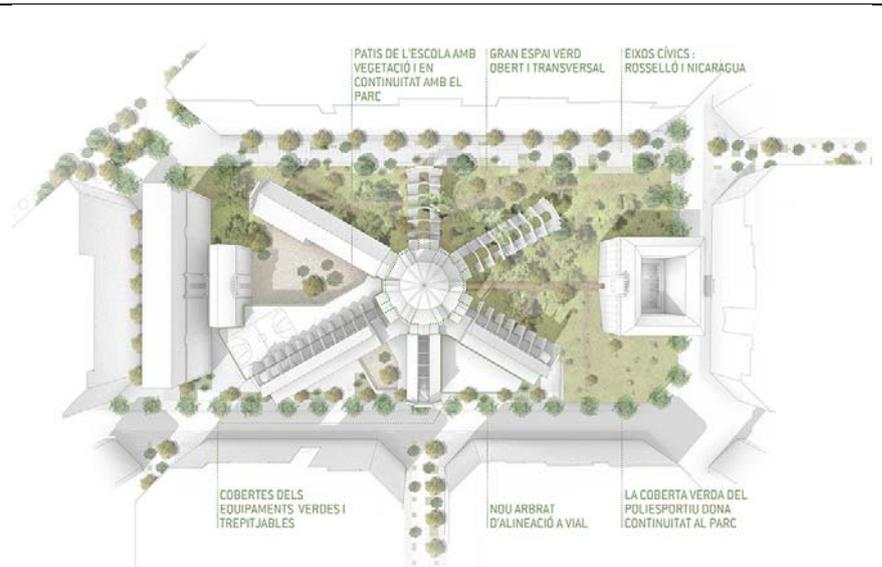 PATIS DE L'ESCOLA AMB
VEGETACIÓ I EN
CONTINUITAT AMB EL
PARC
GRAN ESPAI VERD
OBERT I TRANSVERSAL
EIXOS CÍVICS :
ROSSELLÓ I NICARAGUA
COBERTES DELS
EQUIPAMENTS VERDES I
TREPITJABLES
NOU ARBRAT
D'ALINEACIÓ A VIAL
LA COBERTA VERDA DEL
POLIESPORTIU DONA
CONTINUITAT AL PARC